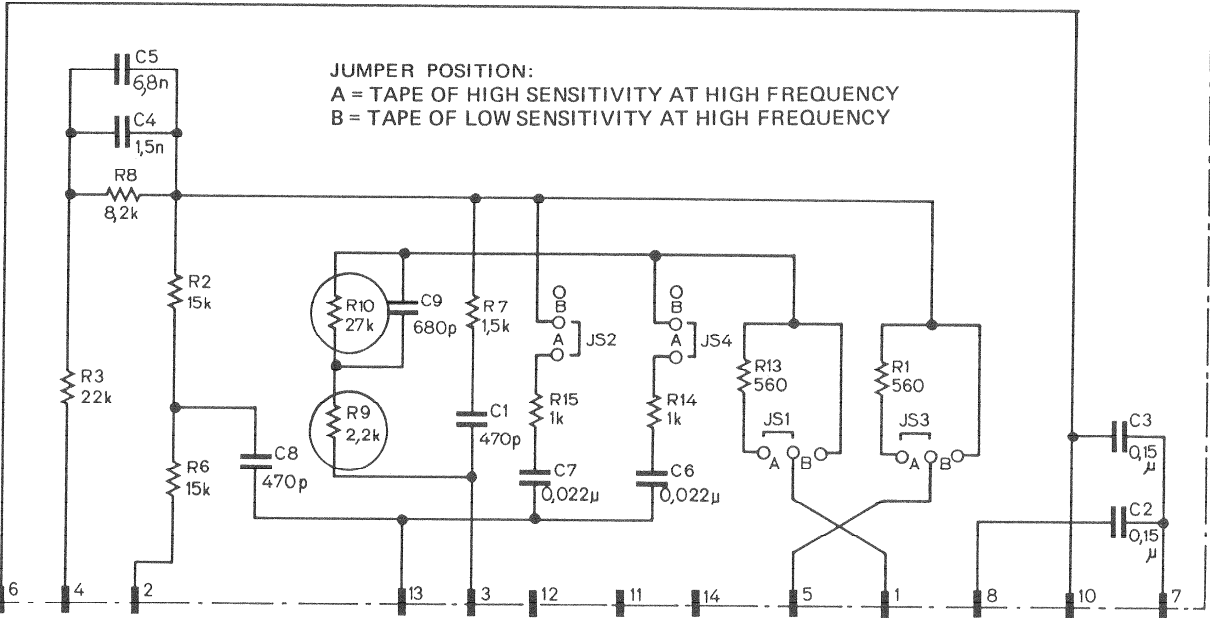 JUMPER POSITION:
A = TAPE OF HIGH SENSITIVITY AT HIGH FREQUENCY
B = TAPE OF LOW SENSITIVITY AT HIGH FREQUENCY
C5
6,8n
C4
1,5n
R8
8,2k
R2
15k
R3
22k
R6
15k
C8
470p
R10
27k
C9
680p
R9
2,2k
R7
1,5k
C1
470p
B
A
JS2
R15
1k
C7
0,022µ
B
A
JS4
R14
1k
C6
0,022µ
R13
560
JS1
A B
R1
560
JS3
A B
C3
0,15
µ
C2
0,15
µ
6 4 2 13 3 12 11 14 5 1 8 10 7